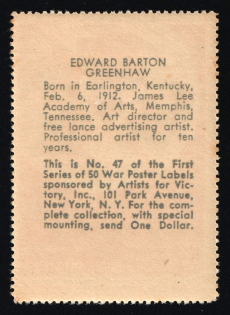 EDWARD BARTON
GREENHAW
Born in Earlington, Kentucky,
Feb. 6, 1912. James Lee
Academy of Arts, Memphis,
Tennessee. Art director and
free lance advertising artist.
Professional artist for ten
years.
This is No. 47 of the First
Series of 50 War Poster Labels
sponsored by Artists for Vic-
tory, Inc., 101 Park Avenue,
New York, N. Y. For the com-
plete collection, with special
mounting, send One Dollar.